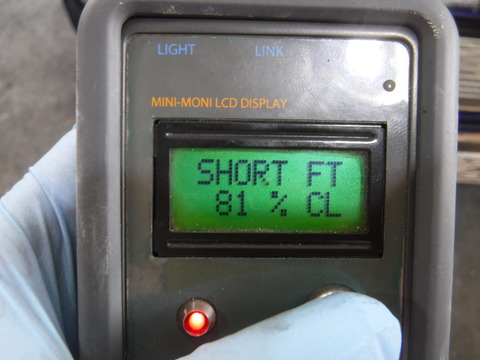 LIGHT LINK
MINI-MONI LCD DISPLAY
SHORT FT
81 % CL